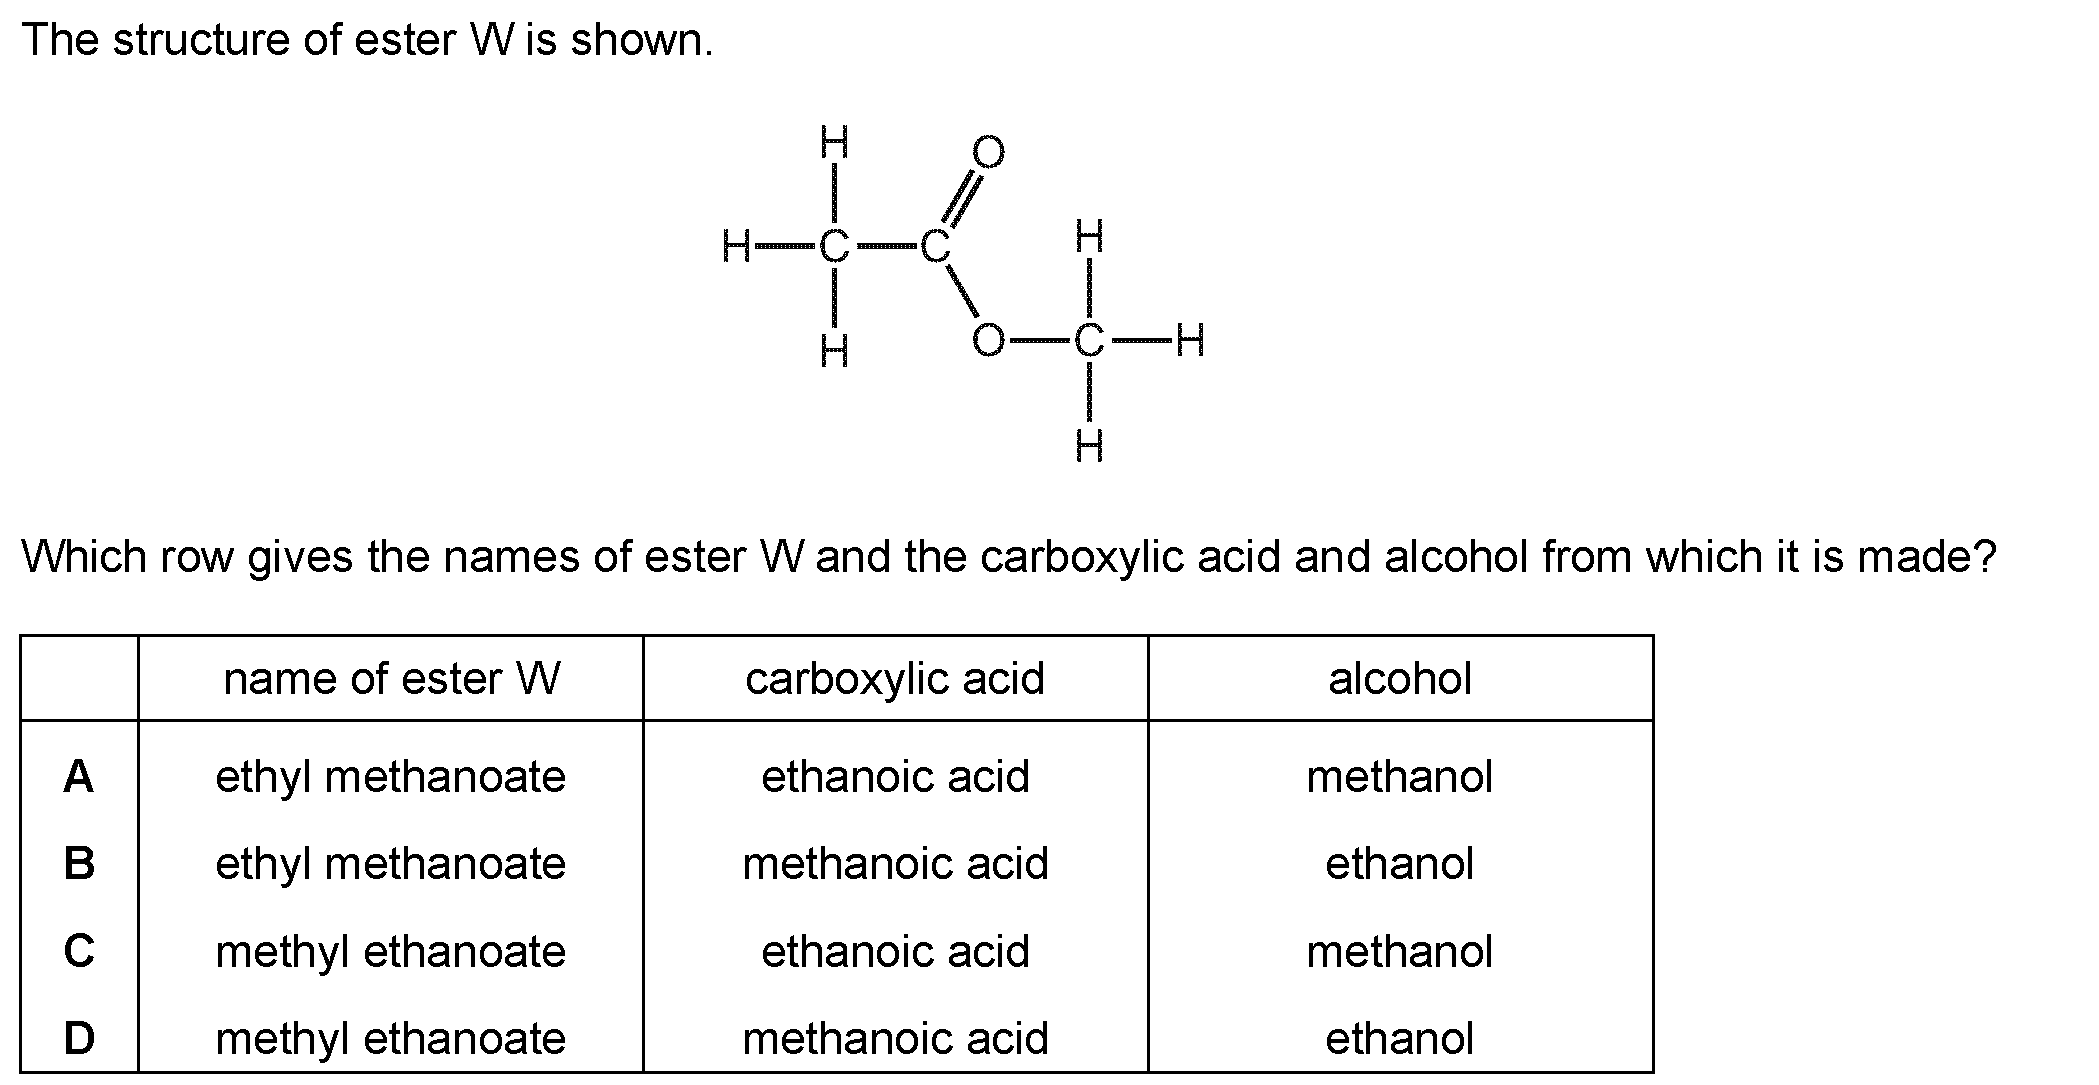 The structure of ester W is shown.
H
O
H
H C C
H
O C H
H
Which row gives the names of ester W and the carboxylic acid and alcohol from which it is made?
name of ester W carboxylic acid alcohol
A ethyl methanoate ethanoic acid methanol
B ethyl methanoate methanoic acid ethanol
C methyl ethanoate ethanoic acid methanol
D methyl ethanoate methanoic acid ethanol